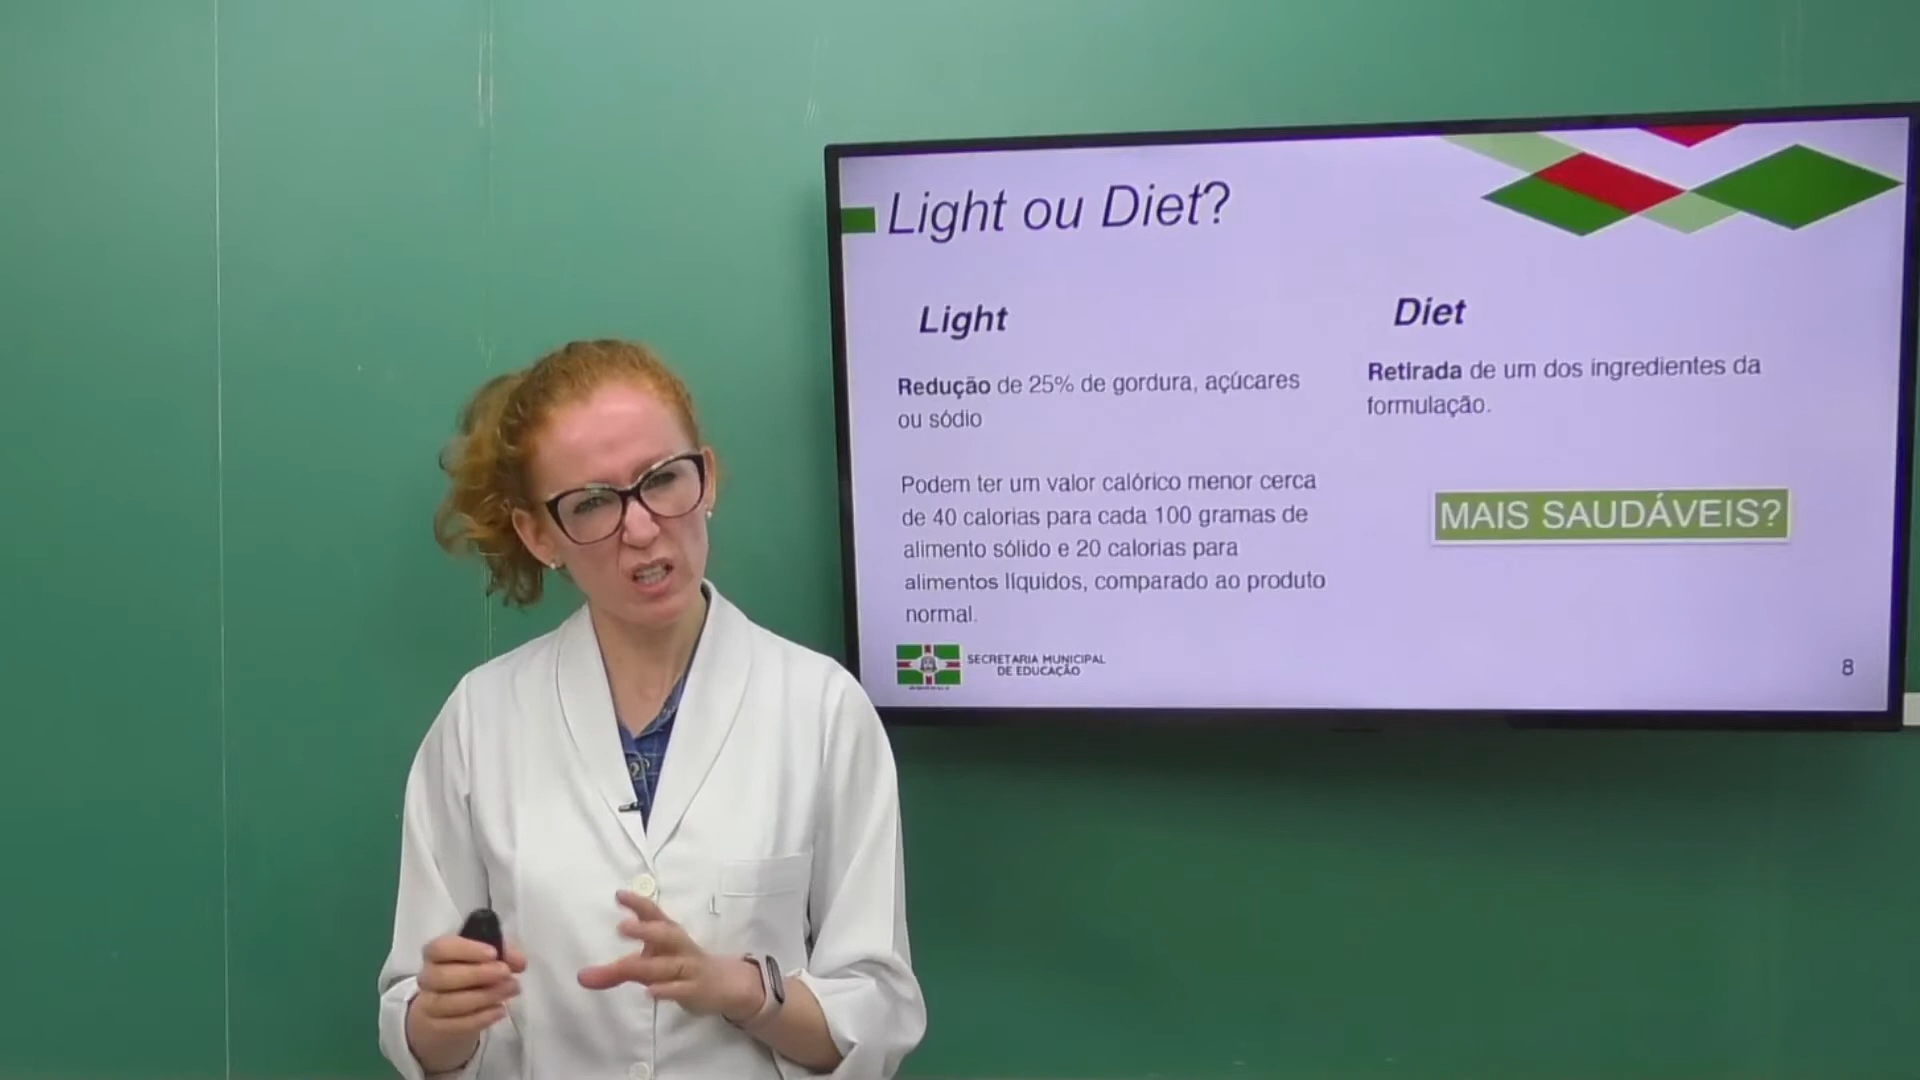 Light ou Diet?
Light
Redução de 25% de gordura, açúcares
ou sódio
Podem ter um valor calórico menor cerca
de 40 calorias para cada 100 gramas de
alimento sólido e 20 calorias para
alimentos líquidos, comparado ao produto
normal.
Diet
Retirada de um dos ingredientes da
formulação.
MAIS SAUDÁVEIS?
SECRETARIA MUNICIPAL
DE EDUCAÇÃO
8